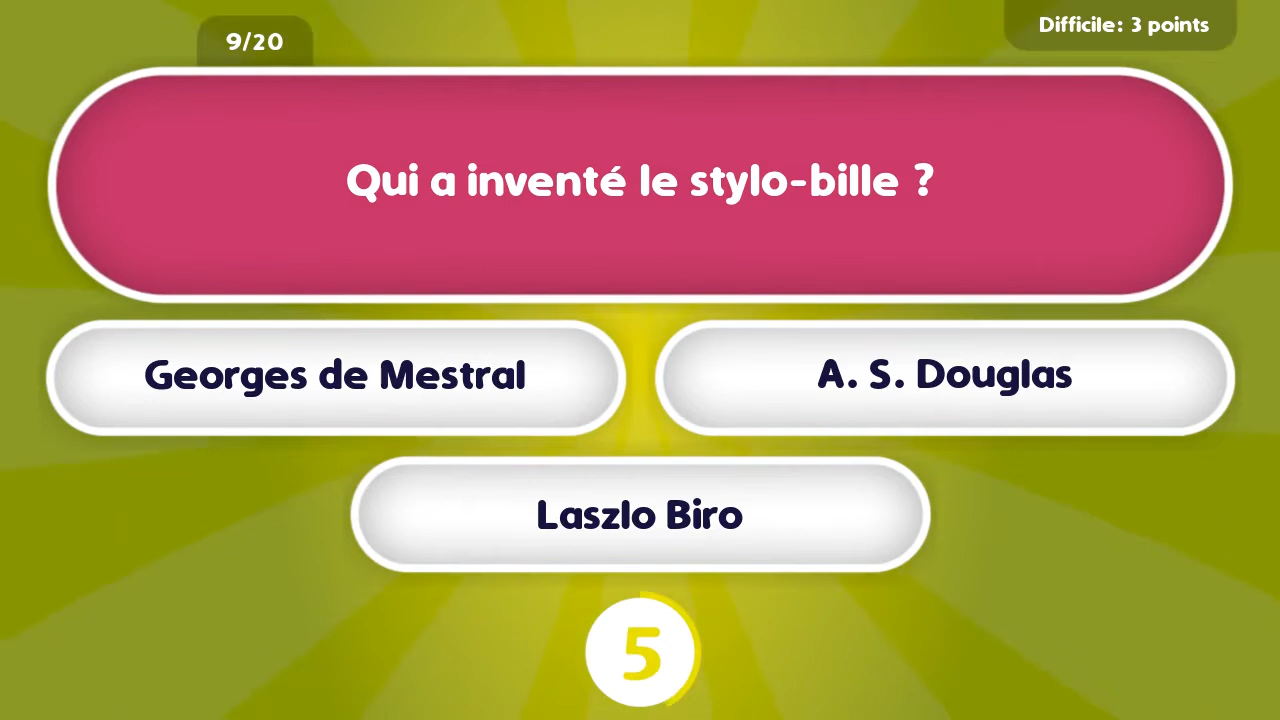 9/20
Difficile: 3 points
Qui a inventé le stylo-bille ?
Georges de Mestral
A. S. Douglas
Laszlo Biro
5